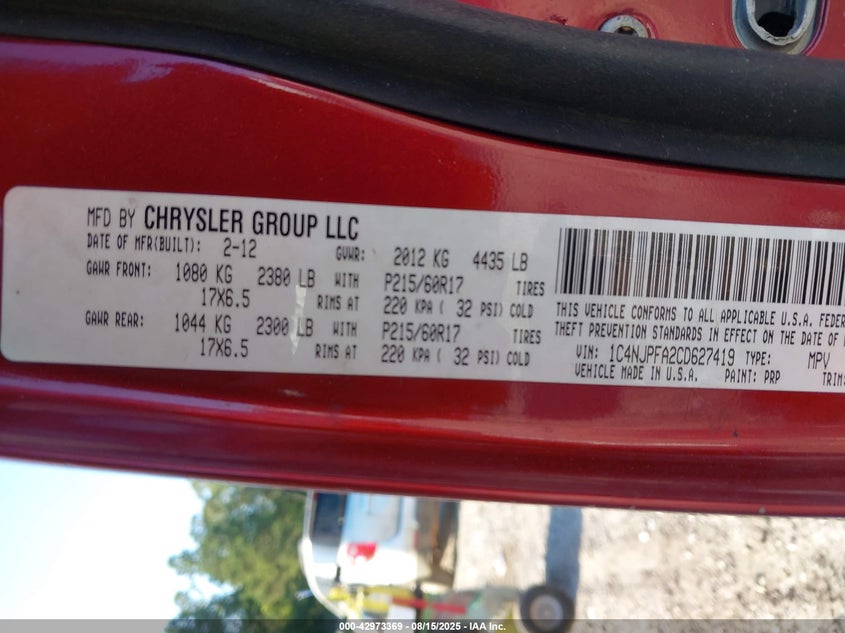 MFD BY CHRYSLER GROUP LLC
DATE OF MFR(BUILT): 2-12 GVWR: 2012 KG 4435 LB
GAWR FRONT: 1080 KG 2380 LB WITH P215/60R17 TIRES
17X6.5 RIMS AT 220 KPA ( 32 PSI) COLD
GAWR REAR: 1044 KG 2300 LB WITH P215/60R17 TIRES
17X6.5 RIMS AT 220 KPA ( 32 PSI) COLD
THIS VEHICLE CONFORMS TO ALL APPLICABLE U.S.A. FEDER
THEFT PREVENTION STANDARDS IN EFFECT ON THE DATE OF
VIN: 1C4NJPFA2CD627419 TYPE: MPV
VEHICLE MADE IN U.S.A. PAINT: PRP TRIM:
000-42973369 - 08/15/2025 - IAA Inc.